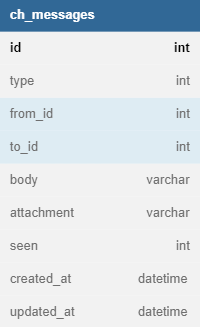 ch_messages
id int
type int
from_id int
to_id int
body varchar
attachment varchar
seen int
created_at datetime
updated_at datetime